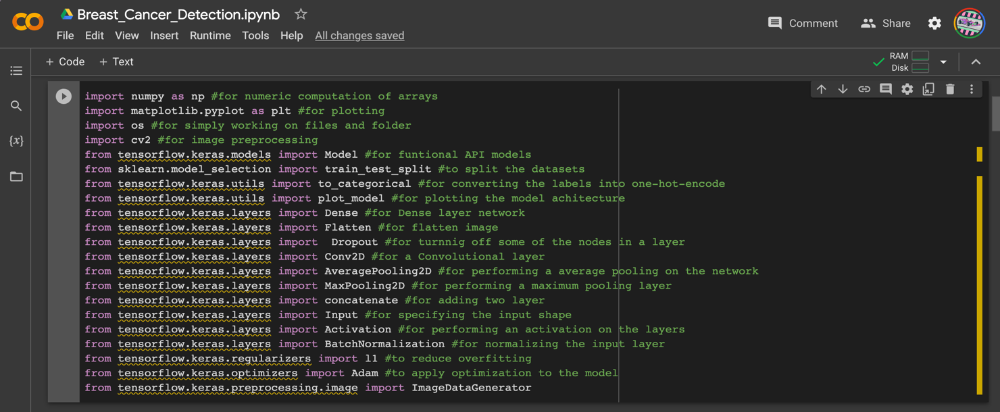 Breast_Cancer_Detection.ipynb
File Edit View Insert Runtime Tools Help All changes saved
Comment Share
+ Code + Text
RAM
Disk
{x}
import numpy as np #for numeric computation of arrays
import matplotlib.pyplot as plt #for plotting
import os #for simply working on files and folder
import cv2 #for image preprocessing
from tensorflow.keras.models import Model #for funtional API models
from sklearn.model_selection import train_test_split #to split the datasets
from tensorflow.keras.utils import to_categorical #for converting the labels into one-hot-encode
from tensorflow.keras.utils import plot_model #for plotting the model achitecture
from tensorflow.keras.layers import Dense #for Dense layer network
from tensorflow.keras.layers import Flatten #for flatten image
from tensorflow.keras.layers import  Dropout #for turnnig off some of the nodes in a layer
from tensorflow.keras.layers import Conv2D #for a Convolutional layer
from tensorflow.keras.layers import AveragePooling2D #for performing a average pooling on the network
from tensorflow.keras.layers import MaxPooling2D #for performing a maximum pooling layer
from tensorflow.keras.layers import concatenate #for adding two layer
from tensorflow.keras.layers import Input #for specifying the input shape
from tensorflow.keras.layers import Activation #for performing an activation on the layers
from tensorflow.keras.layers import BatchNormalization #for normalizing the input layer
from tensorflow.keras.regularizers import l1 #to reduce overfitting
from tensorflow.keras.optimizers import Adam #to apply optimization to the model
from tensorflow.keras.preprocessing.image import ImageDataGenerator